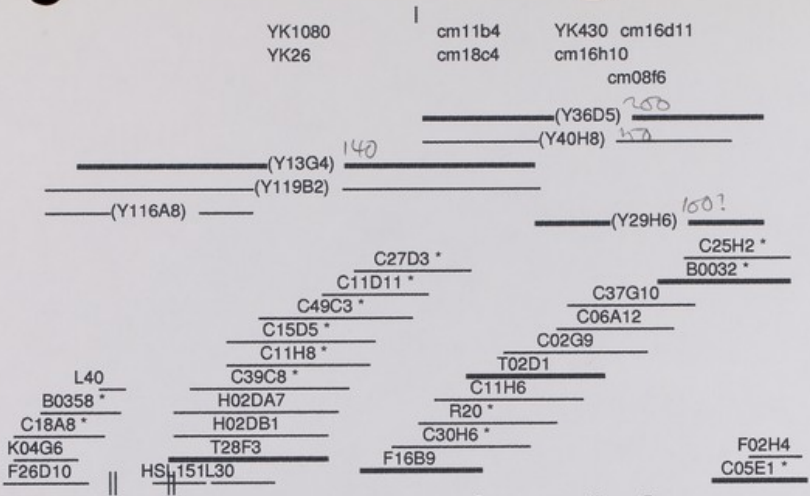 YK1080 cm11b4 YK430 cm16d11
YK26 cm18c4 cm16h10
cm08f6
(Y36D5) 200
(Y40H8)
(Y13G4) 140
(Y119B2)
(Y116A8) (Y29H6) 100?
C25H2 *
C27D3 * B0032 *
C11D11 * C37G10
C49C3 * C06A12
C15D5 * C02G9
C11H8 * T02D1
L40 C39C8 * C11H6
B0358 * H02DA7 R20 *
C18A8 * H02DB1 C30H6 *
K04G6 T28F3 F16B9 F02H4
F26D10 HSL151L30 C05E1 *